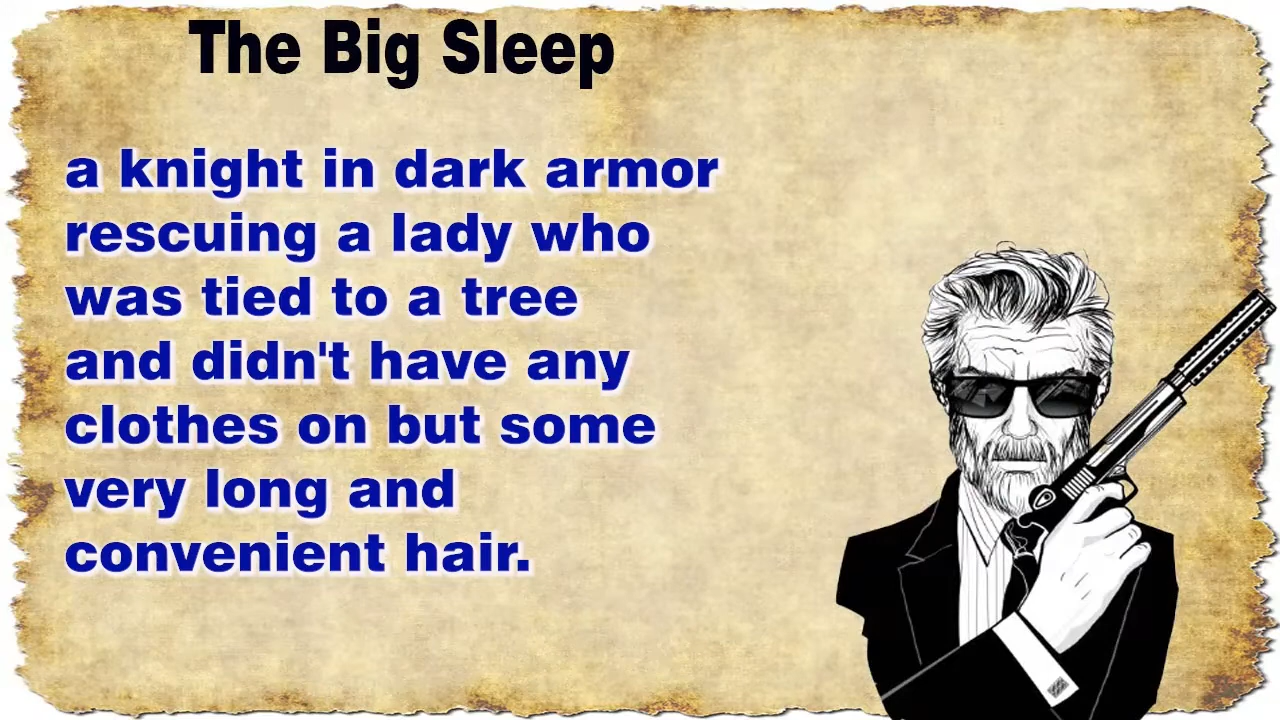 The Big Sleep
a knight in dark armor
rescuing a lady who
was tied to a tree
and didn't have any
clothes on but some
very long and
convenient hair.